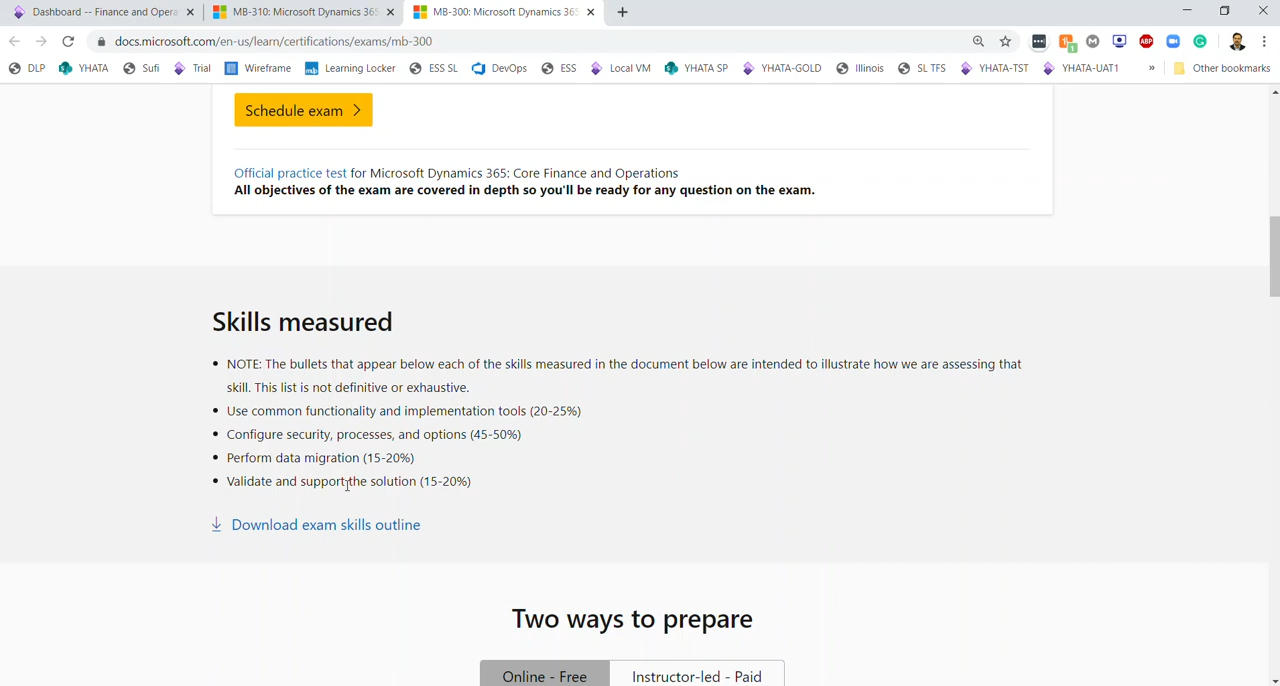 Dashboard -- Finance and Opera
MB-310: Microsoft Dynamics 365
MB-300: Microsoft Dynamics 365
docs.microsoft.com/en-us/learn/certifications/exams/mb-300
ABP
1
DLP
YHATA
Sufi
Trial
Wireframe
Learning Locker
ESS SL
DevOps
ESS
Local VM
YHATA SP
YHATA-GOLD
Illinois
SL TFS
YHATA-TST
YHATA-UAT1
»
Other bookmarks
Schedule exam >
Official practice test for Microsoft Dynamics 365: Core Finance and Operations
All objectives of the exam are covered in depth so you'll be ready for any question on the exam.
Skills measured
• NOTE: The bullets that appear below each of the skills measured in the document below are intended to illustrate how we are assessing that
skill. This list is not definitive or exhaustive.
• Use common functionality and implementation tools (20-25%)
• Configure security, processes, and options (45-50%)
• Perform data migration (15-20%)
• Validate and support the solution (15-20%)
Download exam skills outline
Two ways to prepare
Online - Free
Instructor-led - Paid